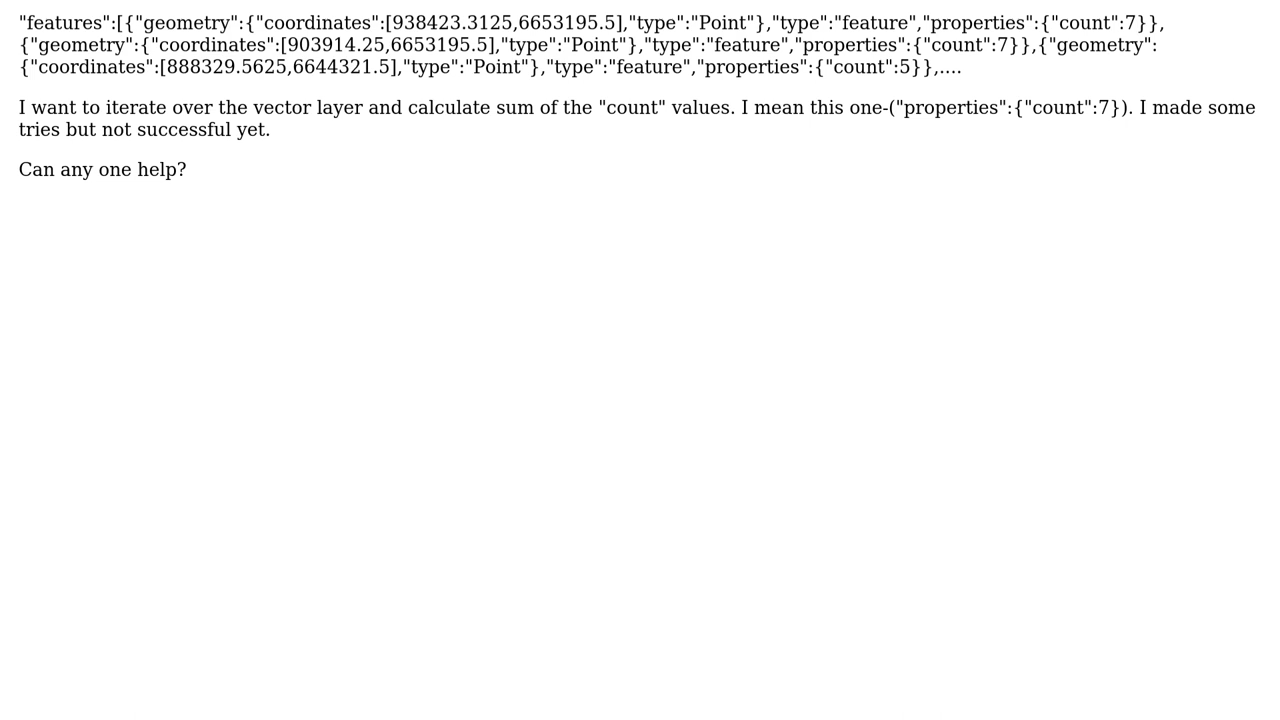 "features":[{"geometry":{"coordinates":[938423.3125,6653195.5],"type":"Point"},"type":"feature","properties":{"count":7}},
{"geometry":{"coordinates":[903914.25,6653195.5],"type":"Point"},"type":"feature","properties":{"count":7}},{"geometry":
{"coordinates":[888329.5625,6644321.5],"type":"Point"},"type":"feature","properties":{"count":5}},....
I want to iterate over the vector layer and calculate sum of the "count" values. I mean this one-("properties":{"count":7}). I made some
tries but not successful yet.
Can any one help?